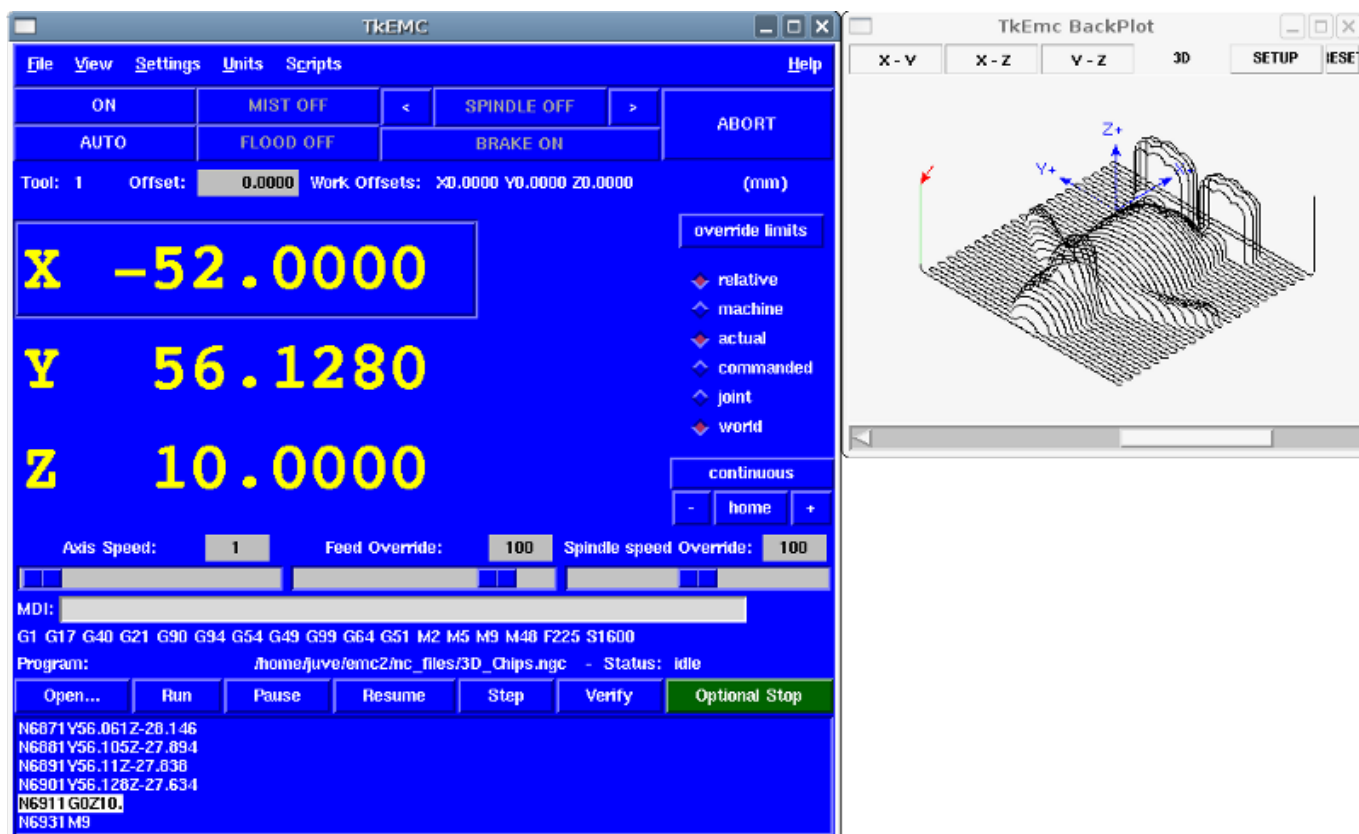 TkEMC
File View Settings Units Scripts Help
ON MIST OFF < SPINDLE OFF > ABORT
AUTO FLOOD OFF BRAKE ON
Tool: 1 Offset: 0.0000 Work Offsets: X0.0000 Y0.0000 Z0.0000 (mm)
override limits
X -52.0000
relative
machine
Y 56.1280
actual
commanded
joint
Z 10.0000
world
continuous
- home +
Axis Speed: 1 Feed Override: 100 Spindle speed Override: 100
MDI:
G1 G17 G40 G21 G90 G94 G54 G49 G99 G64 G51 M2 M5 M9 M48 F225 S1600
Program: /home/juve/emc2/nc_files/3D_Chips.ngc - Status: idle
Open... Run Pause Resume Step Verify Optional Stop
N6871Y56.061Z-28.146
N6881Y56.105Z-27.894
N6891Y56.11Z-27.838
N6901Y56.128Z-27.634
N6911G0Z10.
N6931M9
TkEmc BackPlot
X - Y X - Z Y - Z 3D SETUP RESET
Z+
Y+ X+